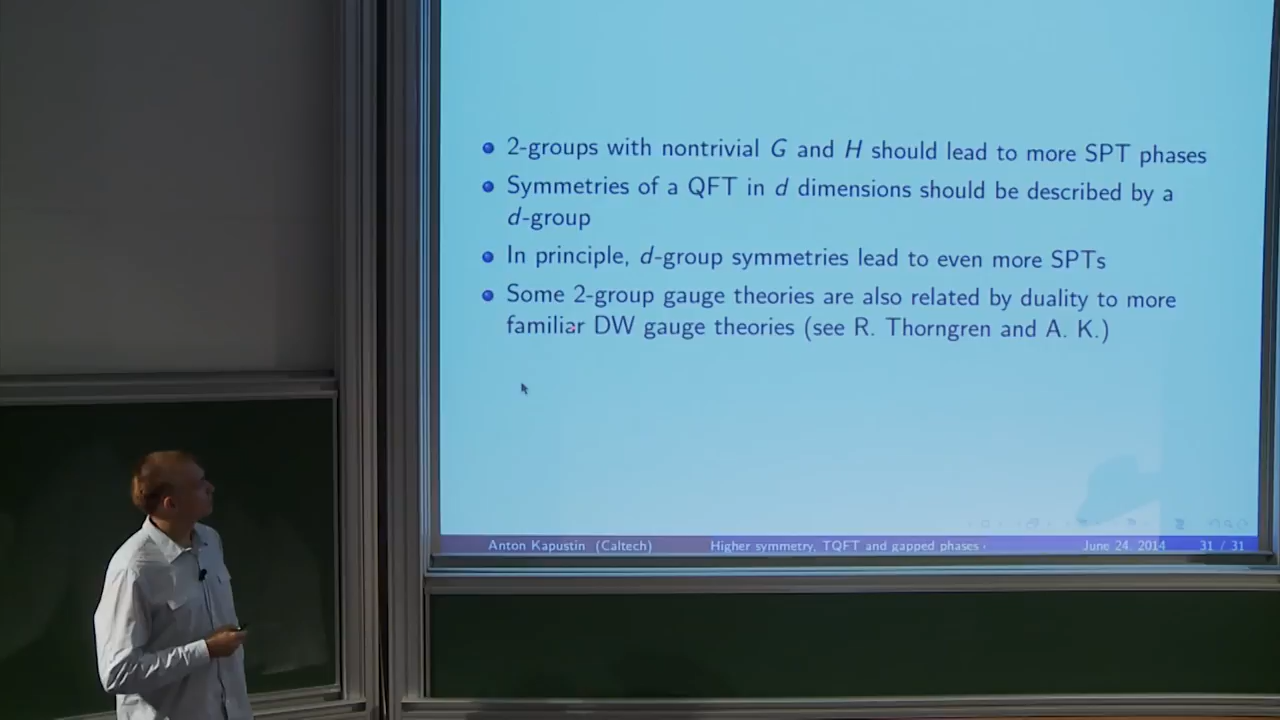 2-groups with nontrivial G and H should lead to more SPT phases
Symmetries of a QFT in d dimensions should be described by a
d-group
In principle, d-group symmetries lead to even more SPTs
Some 2-group gauge theories are also related by duality to more
familiar DW gauge theories (see R. Thorngren and A. K.)
Anton Kapustin (Caltech) Higher symmetry, TQFT and gapped phases June 24, 2014 31 / 31